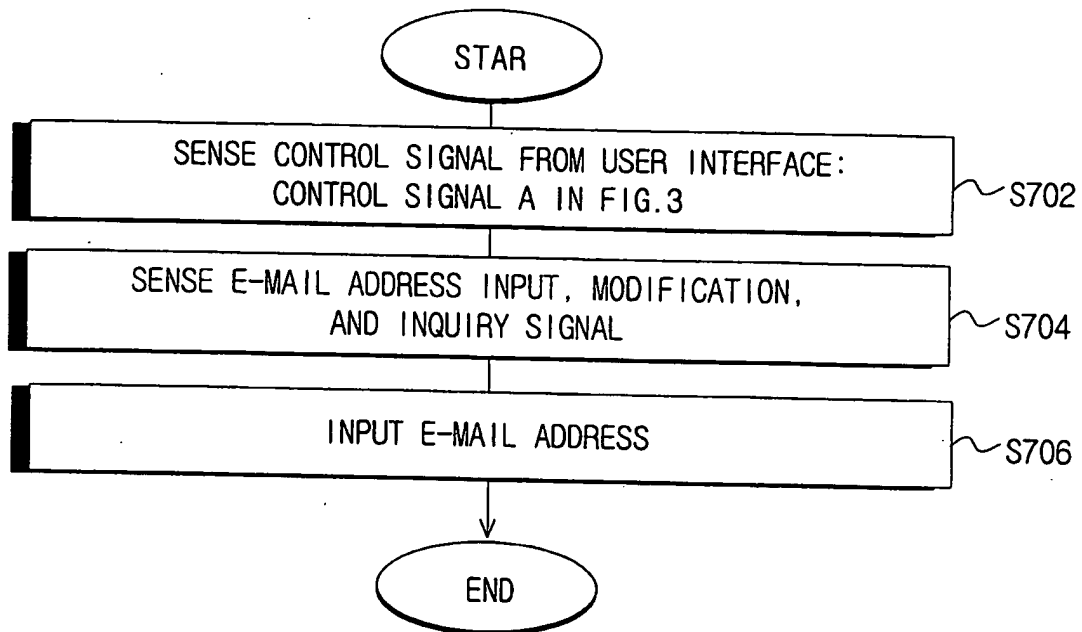 STAR
SENSE CONTROL SIGNAL FROM USER INTERFACE:
CONTROL SIGNAL A IN FIG.3
S702
SENSE E-MAIL ADDRESS INPUT, MODIFICATION,
AND INQUIRY SIGNAL
S704
INPUT E-MAIL ADDRESS
S706
END